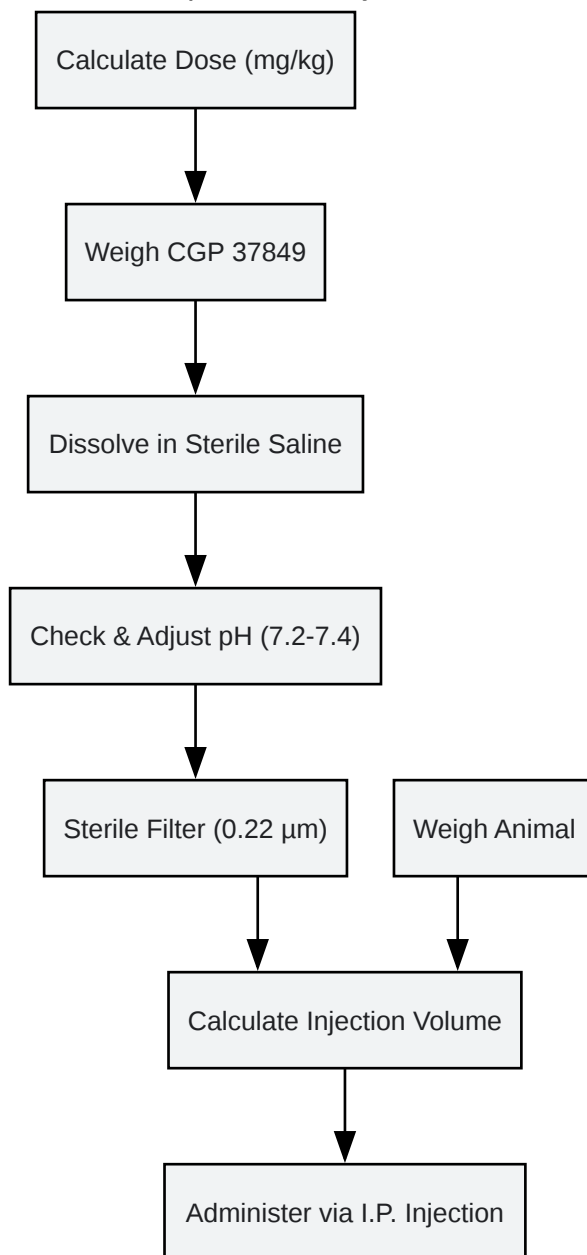 Calculate Dose (mg/kg)
Weigh CGP 37849
Dissolve in Sterile Saline
Check & Adjust pH (7.2-7.4)
Sterile Filter (0.22 µm)
Weigh Animal
Calculate Injection Volume
Administer via I.P. Injection